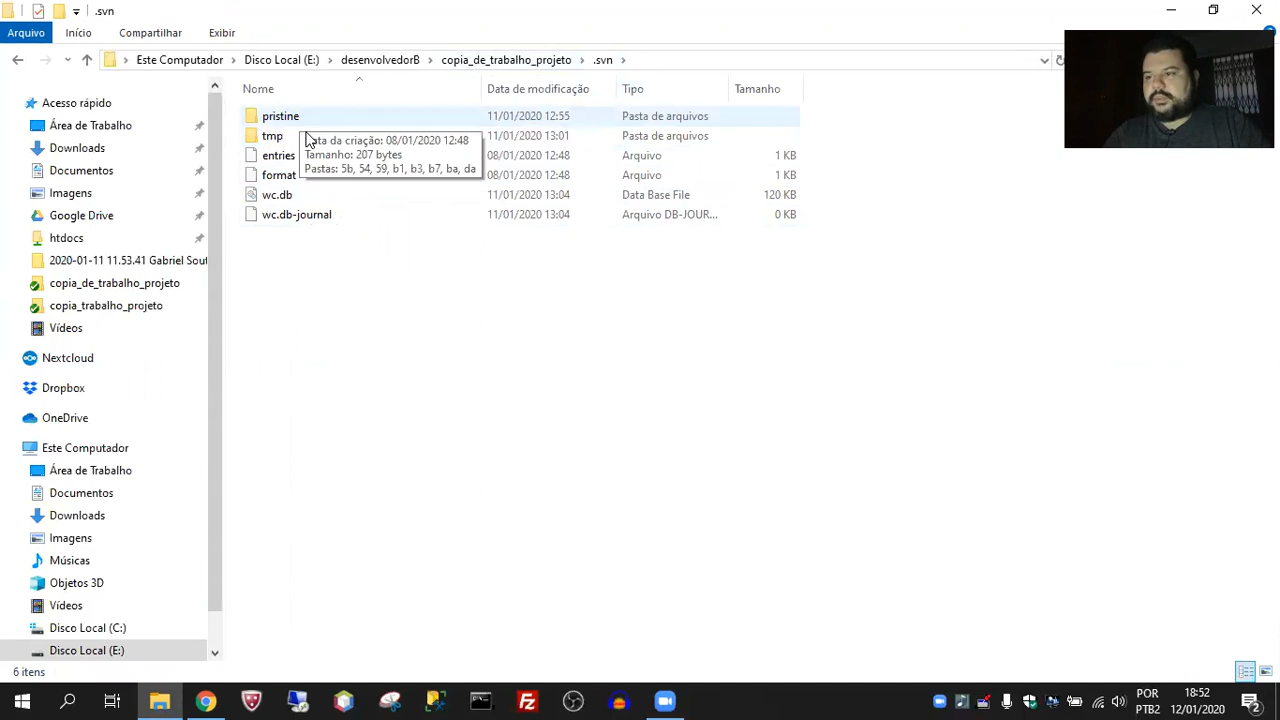 .svn
Arquivo Início Compartilhar Exibir
Este Computador Disco Local (E:) desenvolvedorB copia_de_trabalho_projeto .svn
Nome Data de modificação Tipo Tamanho
pristine 11/01/2020 12:55 Pasta de arquivos
tmp 11/01/2020 13:01 Pasta de arquivos
entries 08/01/2020 12:48 Arquivo 1 KB
format 08/01/2020 12:48 Arquivo 1 KB
wc.db 11/01/2020 13:04 Data Base File 120 KB
wc.db-journal 11/01/2020 13:04 Arquivo DB-JOUR... 0 KB
ata da criação: 08/01/2020 12:48
Tamanho: 207 bytes
Pastas: 5b, 54, 59, b1, b3, b7, ba, da
Acesso rápido
Área de Trabalho
Downloads
Documentos
Imagens
Google Drive
htdocs
2020-01-11 11.53.41 Gabriel Sout
copia_de_trabalho_projeto
copia_trabalho_projeto
Vídeos
Nextcloud
Dropbox
OneDrive
Este Computador
Área de Trabalho
Documentos
Downloads
Imagens
Músicas
Objetos 3D
Vídeos
Disco Local (C:)
Disco Local (E:)
6 itens
POR 18:52
PTB2 12/01/2020
2